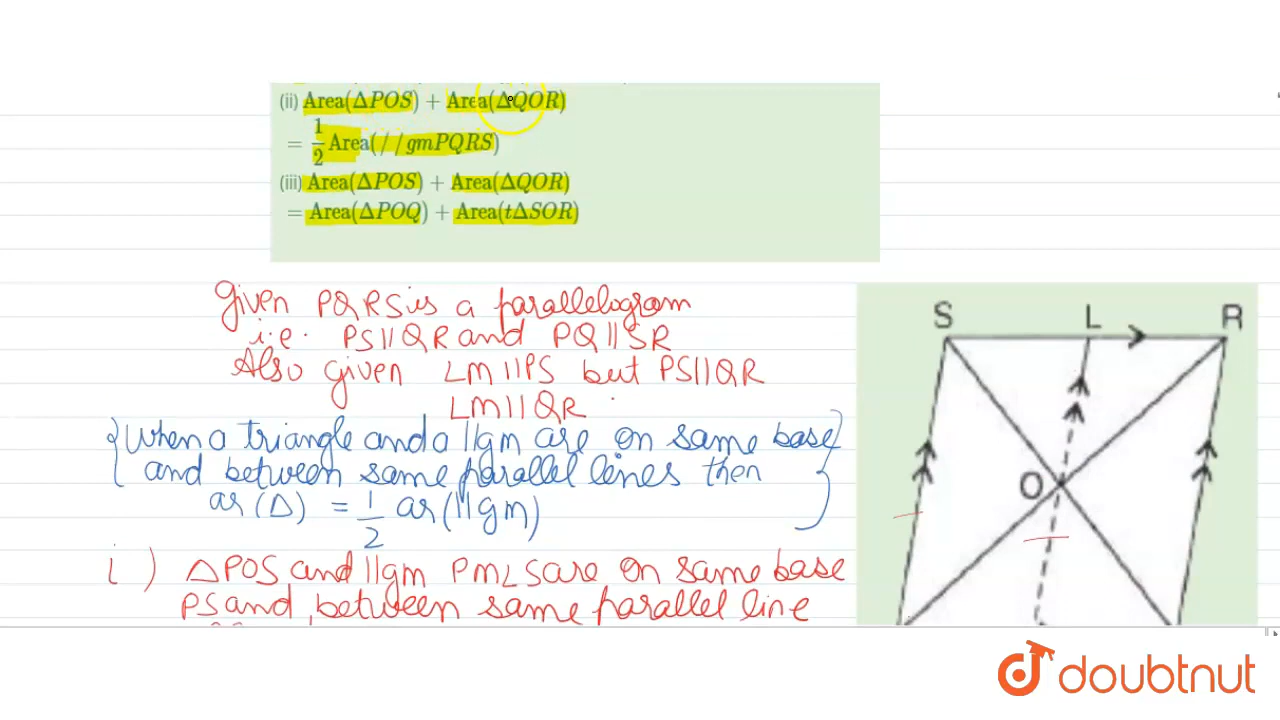 (ii) Area(ΔPOS) + Area(ΔQOR)
= 1/2 Area(//gmPQRS)
(iii) Area(ΔPOS) + Area(ΔQOR)
= Area(ΔPOQ) + Area(tΔSOR)
Given PQRS is a parallelogram
i.e. PS||QR and PQ||SR
Also given LM||PS but PS||QR
LM||QR
{When a triangle and a ||gm are on same base
and between same parallel lines then
ar(Δ) = 1/2 ar(||gm)}
i) ΔPOS and ||gm PMLS are on same base
PS and, between same parallel line
S L R
O
doubtnut